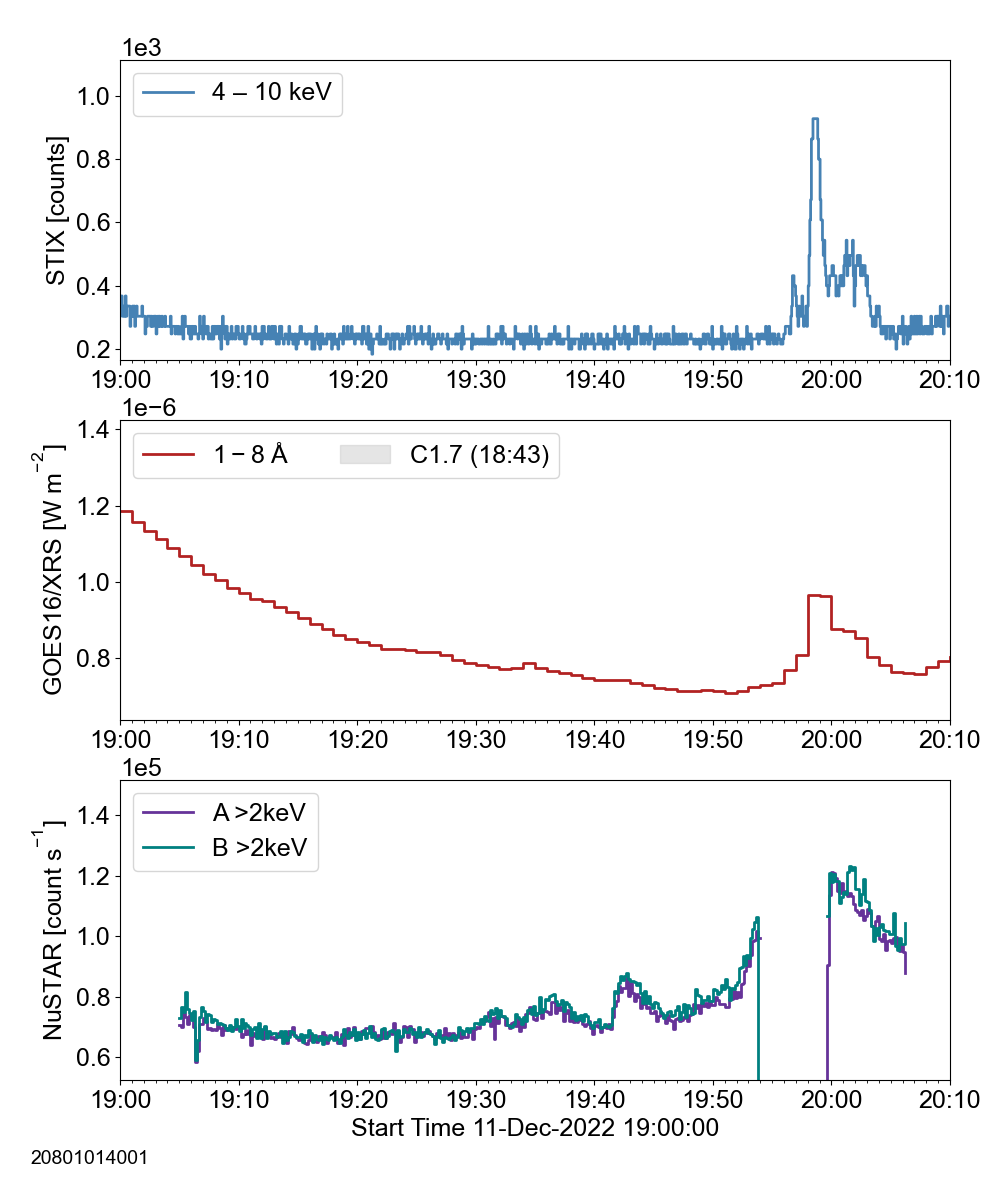 1e3
4 – 10 keV
STIX [counts]
1.0
0.8
0.6
0.4
0.2
19:00 19:10 19:20 19:30 19:40 19:50 20:00 20:10
1e−6
1 – 8 Å C1.7 (18:43)
GOES16/XRS [W m⁻²]
1.4
1.2
1.0
0.8
19:00 19:10 19:20 19:30 19:40 19:50 20:00 20:10
1e5
A >2keV
B >2keV
NuSTAR [count s⁻¹]
1.4
1.2
1.0
0.8
0.6
19:00 19:10 19:20 19:30 19:40 19:50 20:00 20:10
Start Time 11-Dec-2022 19:00:00
20801014001